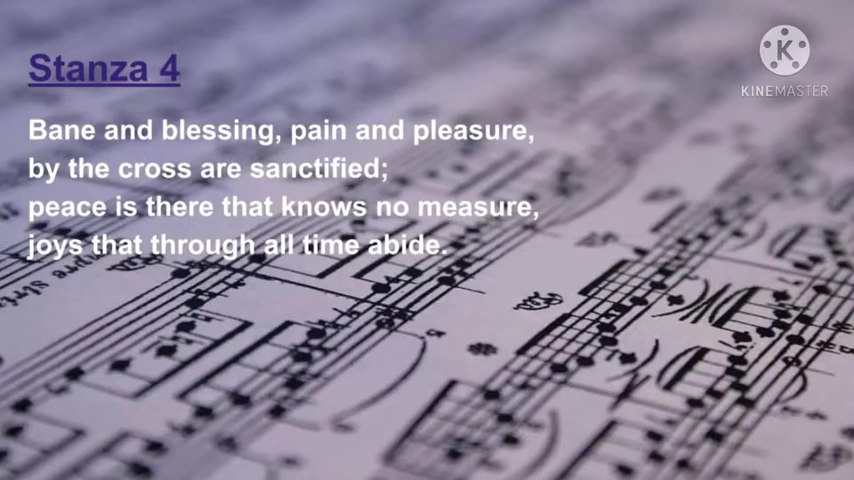 Stanza 4
KINEMASTER
Bane and blessing, pain and pleasure,
by the cross are sanctified;
peace is there that knows no measure,
joys that through all time abide.